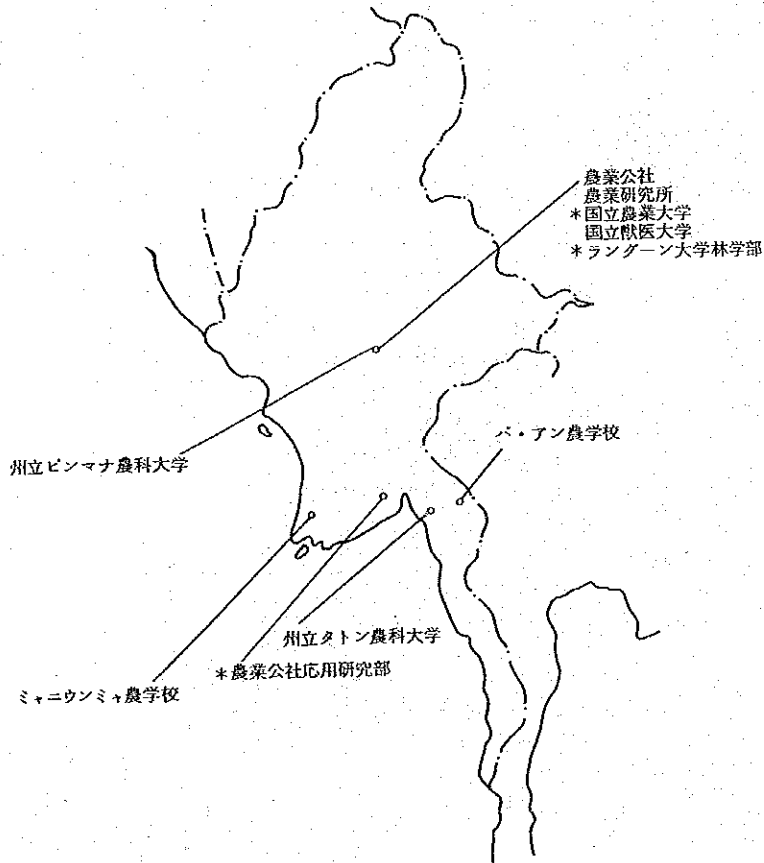 農業公社
農業研究所
*国立農業大学
国立獣医大学
*ラングーン大学林学部
バ・アン農学校
州立ピンマナ農科大学
州立タトン農科大学
*農業公社応用研究部
ミャニウンミャ農学校